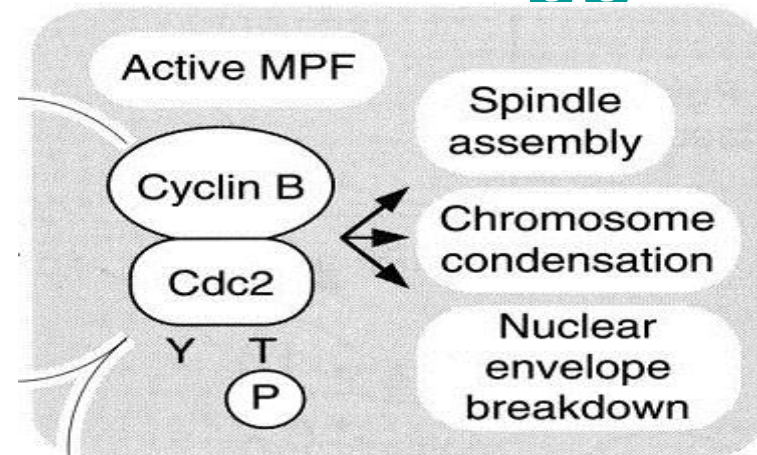 Active MPF
Cyclin B
Cdc2
Y T
P
Spindle
assembly
Chromosome
condensation
Nuclear
envelope
breakdown